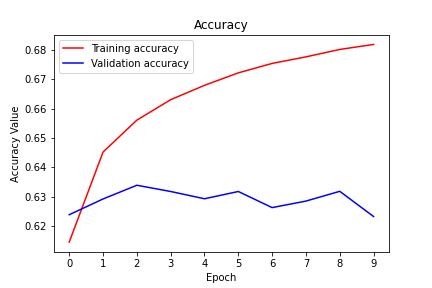 Accuracy
Training accuracy
Validation accuracy
Accuracy Value
0.68
0.67
0.66
0.65
0.64
0.63
0.62
0 1 2 3 4 5 6 7 8 9
Epoch